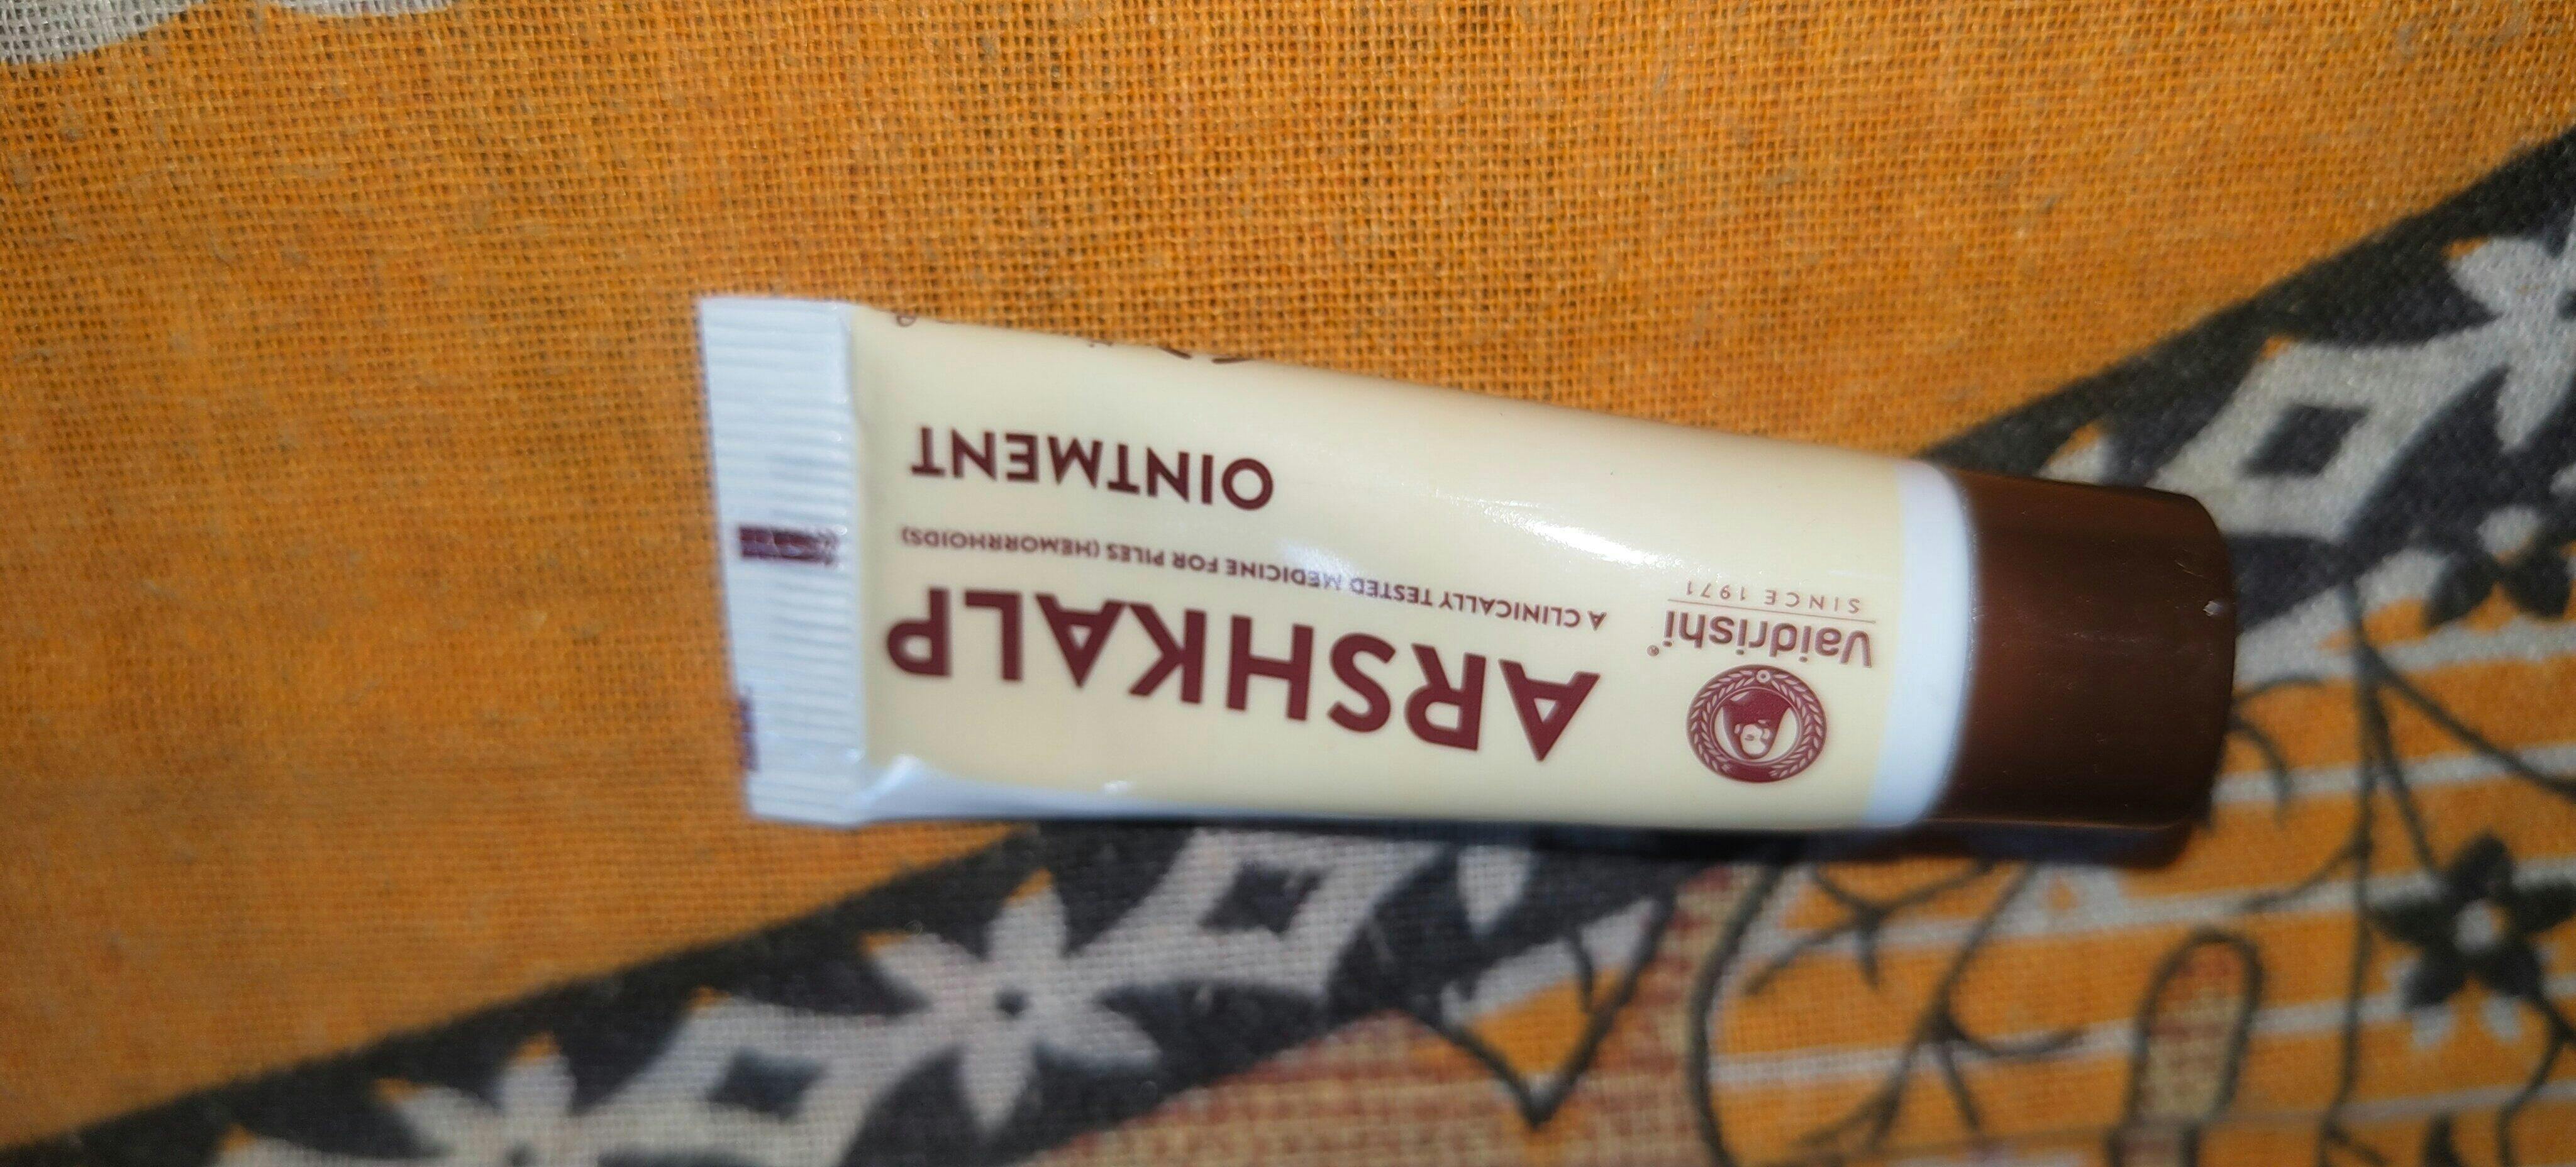 Vaidrishi®
SINCE 1971
ARSHKALP
A CLINICALLY TESTED MEDICINE FOR PILES (HEMORRHOIDS)
OINTMENT